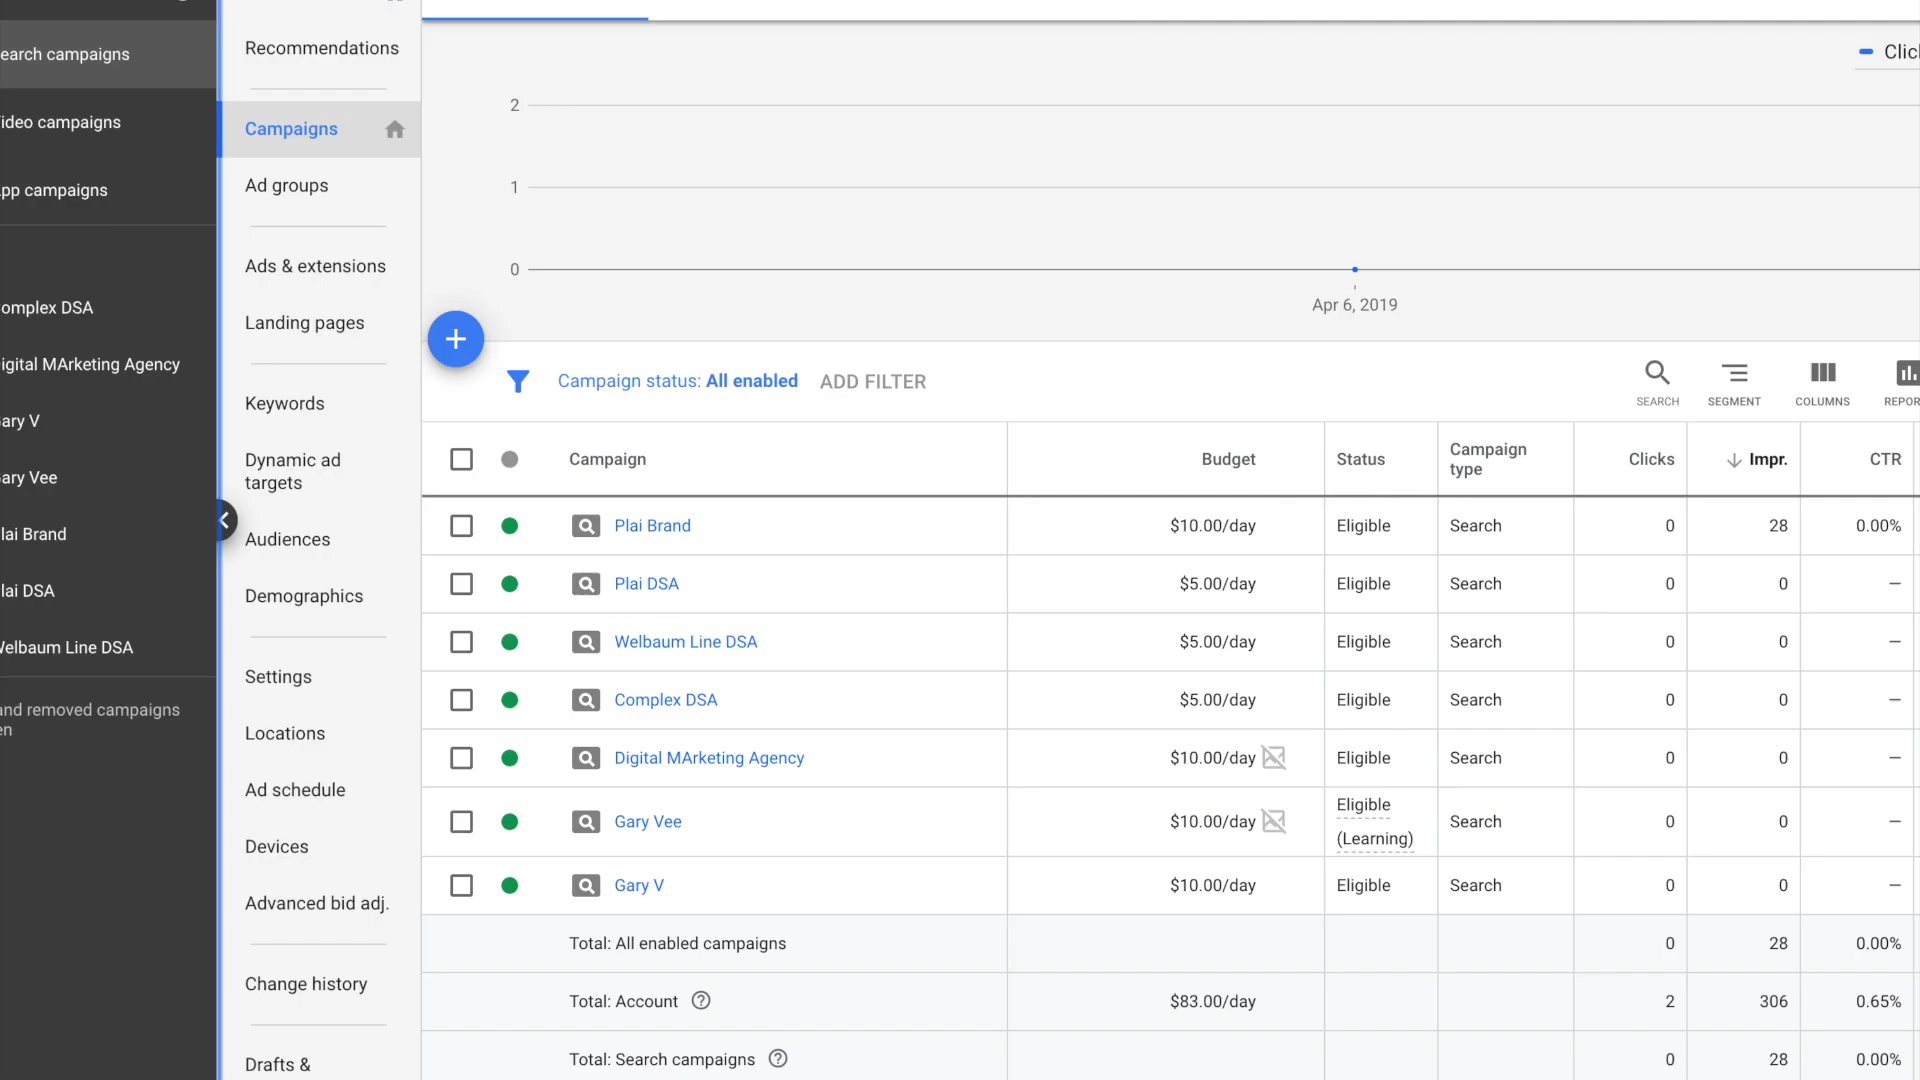 earch campaigns
ideo campaigns
pp campaigns
omplex DSA
igital MArketing Agency
ary V
ary Vee
lai Brand
lai DSA
elbaum Line DSA
and removed campaigns
en
Recommendations
Campaigns
Ad groups
Ads & extensions
Landing pages
Keywords
Dynamic ad
targets
Audiences
Demographics
Settings
Locations
Ad schedule
Devices
Advanced bid adj.
Change history
Drafts &
Clic
2
1
0
Apr 6, 2019
Campaign status: All enabled ADD FILTER
SEARCH SEGMENT COLUMNS REPOR
Campaign Budget Status Campaign type Clicks Impr. CTR
Plai Brand $10.00/day Eligible Search 0 28 0.00%
Plai DSA $5.00/day Eligible Search 0 0 —
Welbaum Line DSA $5.00/day Eligible Search 0 0 —
Complex DSA $5.00/day Eligible Search 0 0 —
Digital MArketing Agency $10.00/day Eligible Search 0 0 —
Gary Vee $10.00/day Eligible (Learning) Search 0 0 —
Gary V $10.00/day Eligible Search 0 0 —
Total: All enabled campaigns 0 28 0.00%
Total: Account $83.00/day 2 306 0.65%
Total: Search campaigns 0 28 0.00%